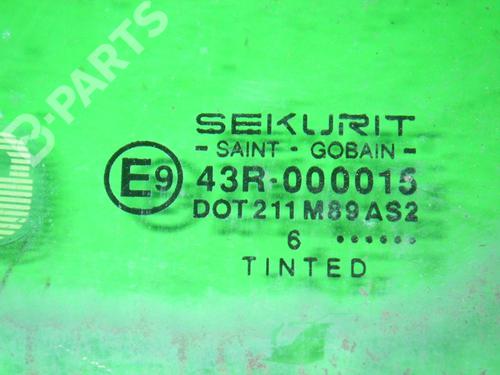 B-PARTS
SEKURIT
- SAINT - GOBAIN -
E9 43R-000015
DOT 211 M89 AS2
6 ......
TINTED